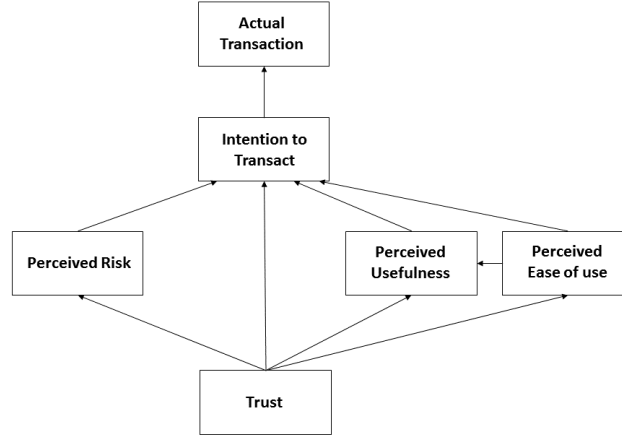 Actual
Transaction
Intention to
Transact
Perceived Risk
Perceived
Usefulness
Perceived
Ease of use
Trust